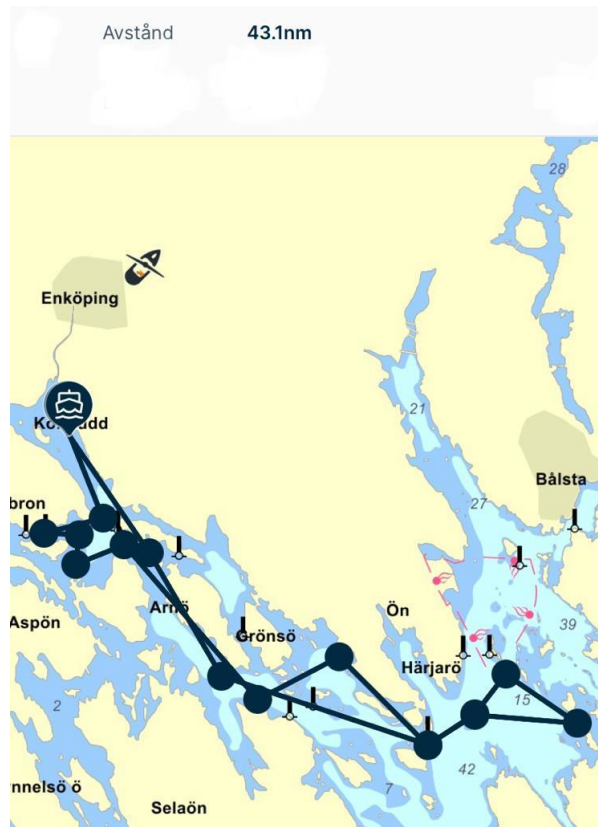 Avstånd 43.1nm
28
Enköping
21
Bålsta
27
bron
Aspön
Arnö
Ön
39
Grönsö
Härjarö
2
15
42
7
nnelsö ö
Selaön